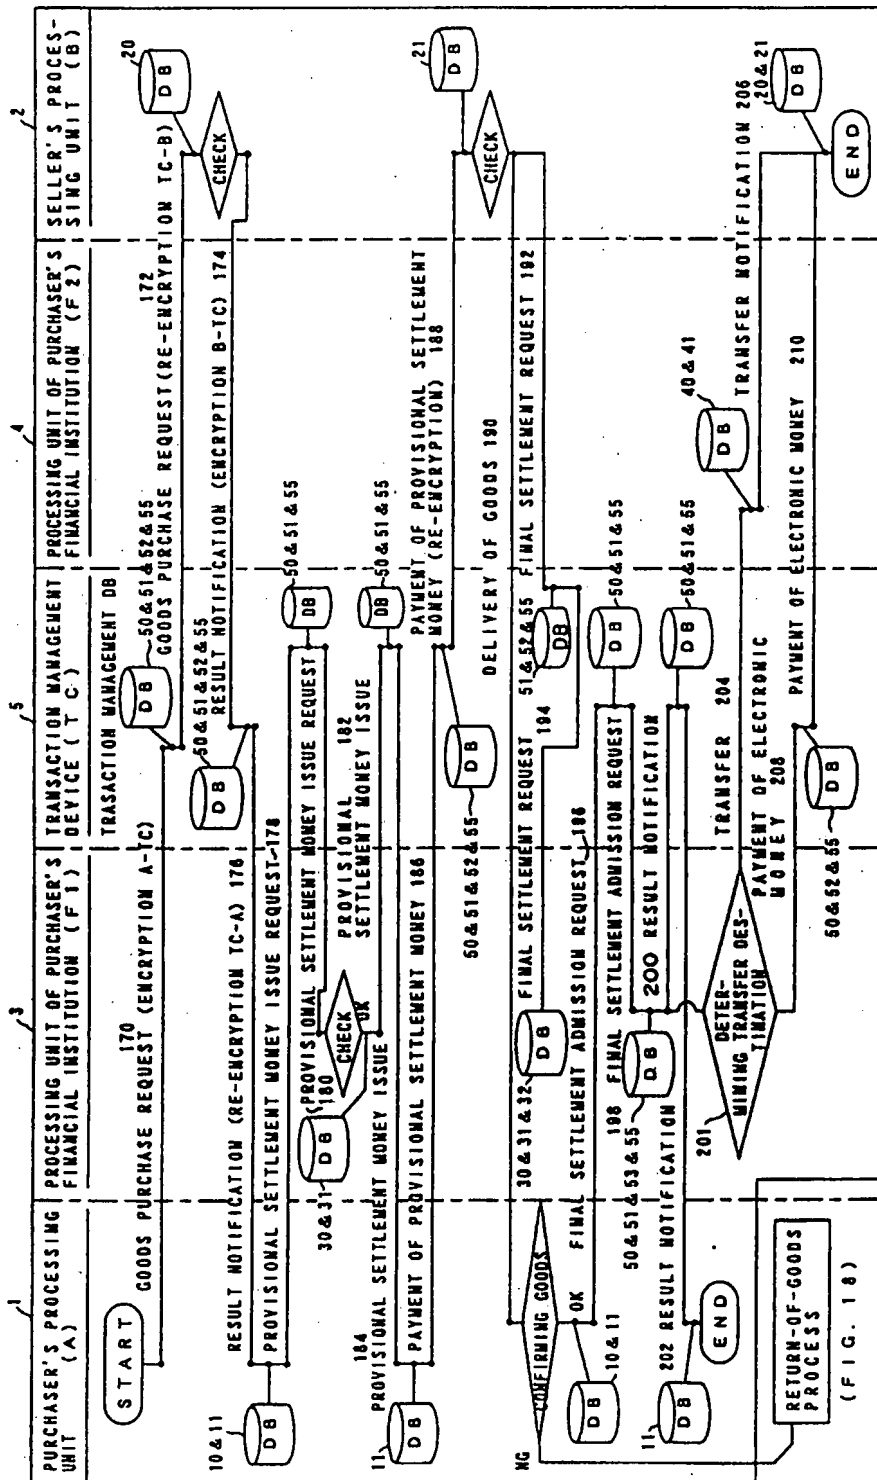 1
PURCHASER'S PROCESSING
UNIT (A)
3
PROCESSING UNIT OF PURCHASER'S
FINANCIAL INSTITUTION (F1)
5
TRANSACTION MANAGEMENT
DEVICE (TC)
4
PROCESSING UNIT OF PURCHASER'S
FINANCIAL INSTITUTION (F2)
2
SELLER'S PROCES-
SING UNIT (B)
TRASACTION MANAGEMENT DB
START
170
GOODS PURCHASE REQUEST (ENCRYPTION A-TC)
DB
50&51&52&55
172
GOODS PURCHASE REQUEST(RE-ENCRYPTION TC-B)
DB
20
CHECK
50&51&52&55
DB
RESULT NOTIFICATION (ENCRYPTION B-TC) 174
RESULT NOTIFICATION (RE-ENCRYPTION TC-A) 176
10&11
DB
PROVISIONAL SETTLEMENT MONEY ISSUE REQUEST 178
DB
50&51&55
(PROVISIONAL SETTLEMENT MONEY ISSUE REQUEST
180
30&31
DB
CHECK
OK
182
PROVISIONAL
SETTLEMENT MONEY ISSUE
DB
50&51&55
184
PROVISIONAL SETTLEMENT MONEY ISSUE
11
DB
PAYMENT OF PROVISIONAL SETTLEMENT MONEY 186
50&51&52&55
DB
PAYMENT OF PROVISIONAL SETTLEMENT
MONEY (RE-ENCRYPTION) 188
DB
21
CHECK
DELIVERY OF GOODS 190
FINAL SETTLEMENT REQUEST 192
51&52&55
DB
FINAL SETTLEMENT REQUEST 194
30&31&32
DB
NG
CONFIRMING GOODS
OK
DB
10&11
FINAL SETTLEMENT ADMISSION REQUEST 196
DB
50&51&55
198 FINAL SETTLEMENT ADMISSION REQUEST
50&51&53&55
DB
200 RESULT NOTIFICATION
DB
50&51&55
202 RESULT NOTIFICATION
11
DB
END
201
DETER-
MINING TRANSFER DES-
TINATION
TRANSFER 204
DB
40&41
TRANSFER NOTIFICATION 206
PAYMENT OF ELECTRONIC
MONEY 208
50&52&55
DB
PAYMENT OF ELECTRONIC MONEY 210
20&21
DB
END
RETURN-OF-GOODS
PROCESS
(FIG. 18)